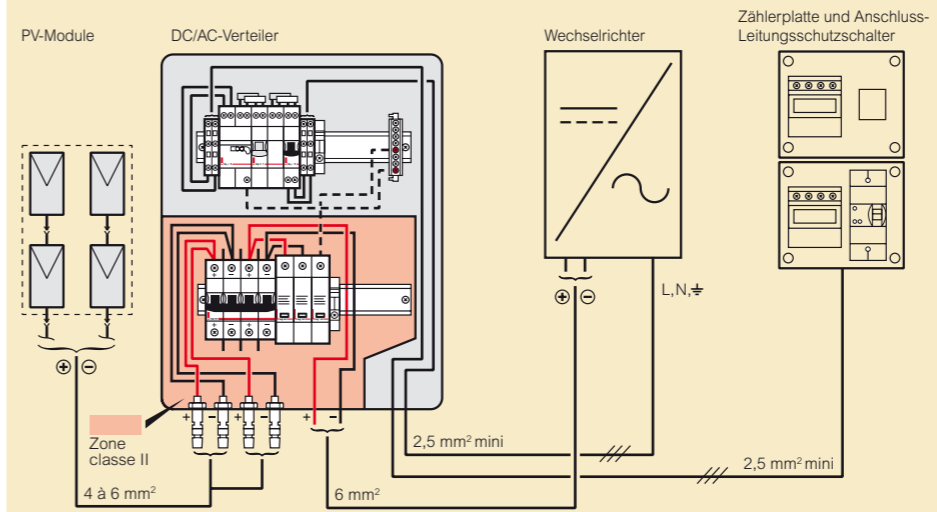 PV-Module
DC/AC-Verteiler
Wechselrichter
Zählerplatte und Anschluss-
Leitungsschutzschalter
+ − + −
L,N,⏚
⊕ ⊖
⊕ ⊖
+ − + −
+ −
Zone
classe II
2,5 mm² mini
2,5 mm² mini
4 à 6 mm²
6 mm²